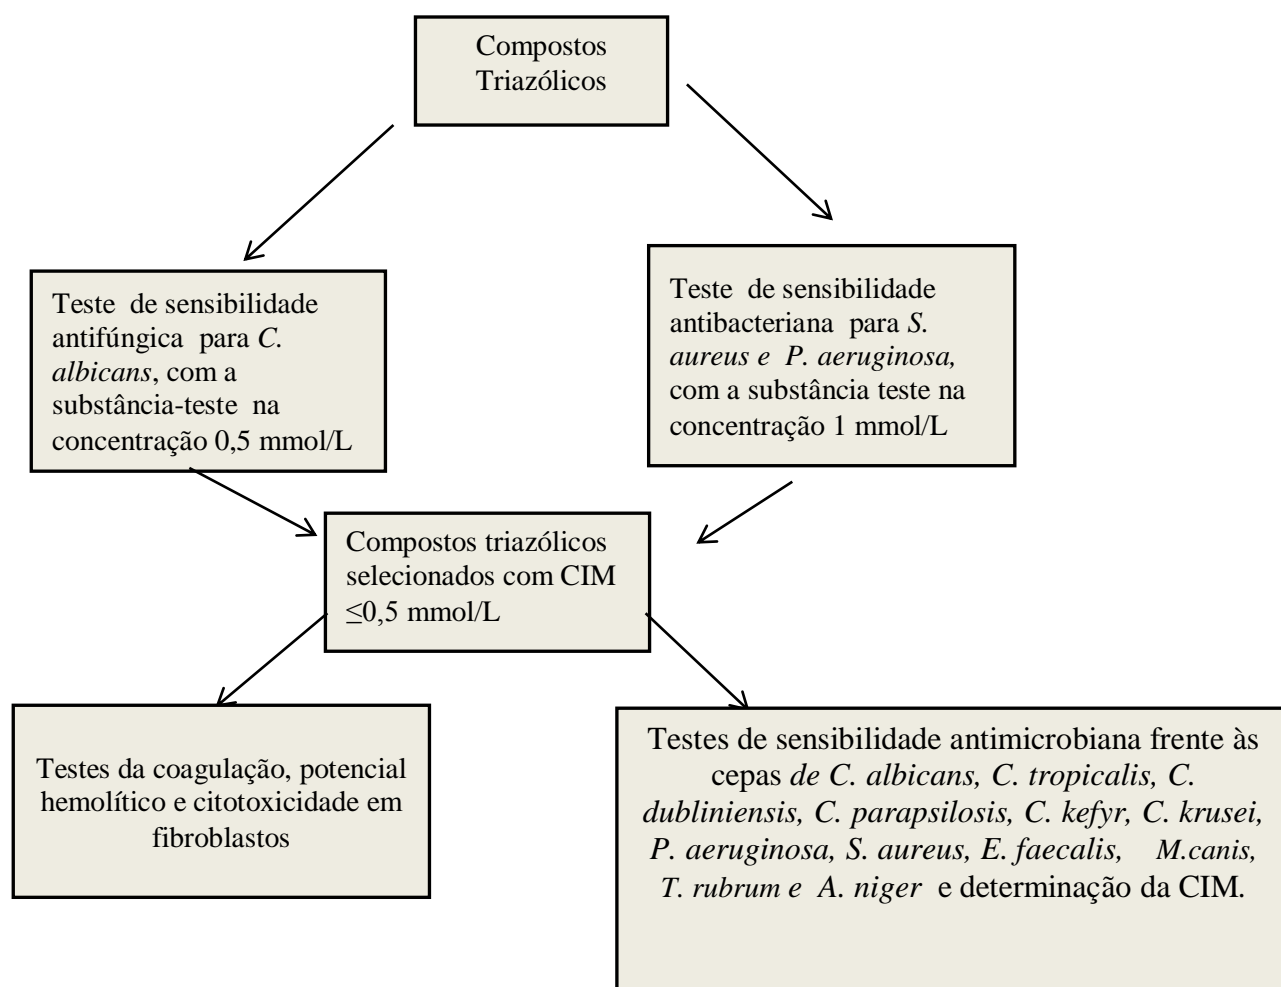 Compostos
Triazólicos
Teste de sensibilidade
antifúngica para C.
albicans, com a
substância-teste na
concentração 0,5 mmol/L
Teste de sensibilidade
antibacteriana para S.
aureus e P. aeruginosa,
com a substância teste na
concentração 1 mmol/L
Compostos triazólicos
selecionados com CIM
≤0,5 mmol/L
Testes da coagulação, potencial
hemolítico e citotoxicidade em
fibroblastos
Testes de sensibilidade antimicrobiana frente às
cepas de C. albicans, C. tropicalis, C.
dubliniensis, C. parapsilosis, C. kefyr, C. krusei,
P. aeruginosa, S. aureus, E. faecalis, M.canis,
T. rubrum e A. niger e determinação da CIM.